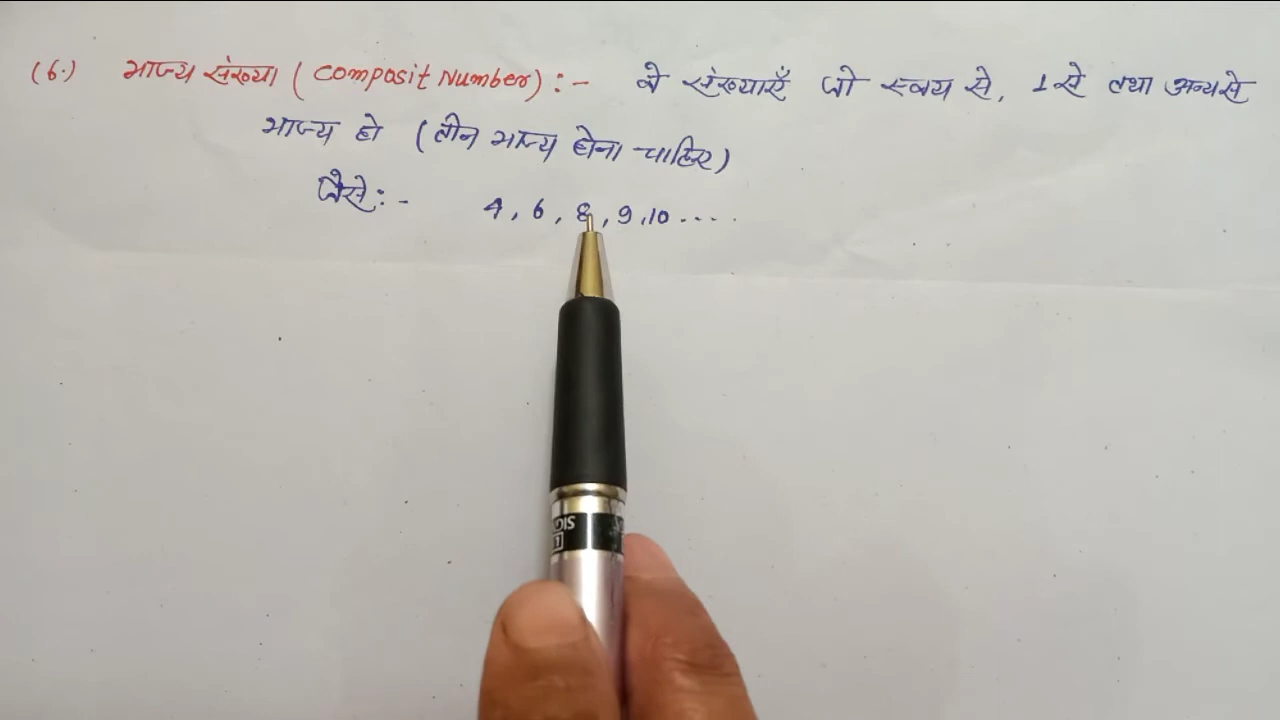 (6.) भाज्य संख्या ( Composit Number) :- वे संख्याएँ जो स्वय से, 1 से तथा अन्य से
भाज्य हो (तीन भाज्य होना चाहिए)
जैसे:- 4, 6, 8, 9, 10 .....